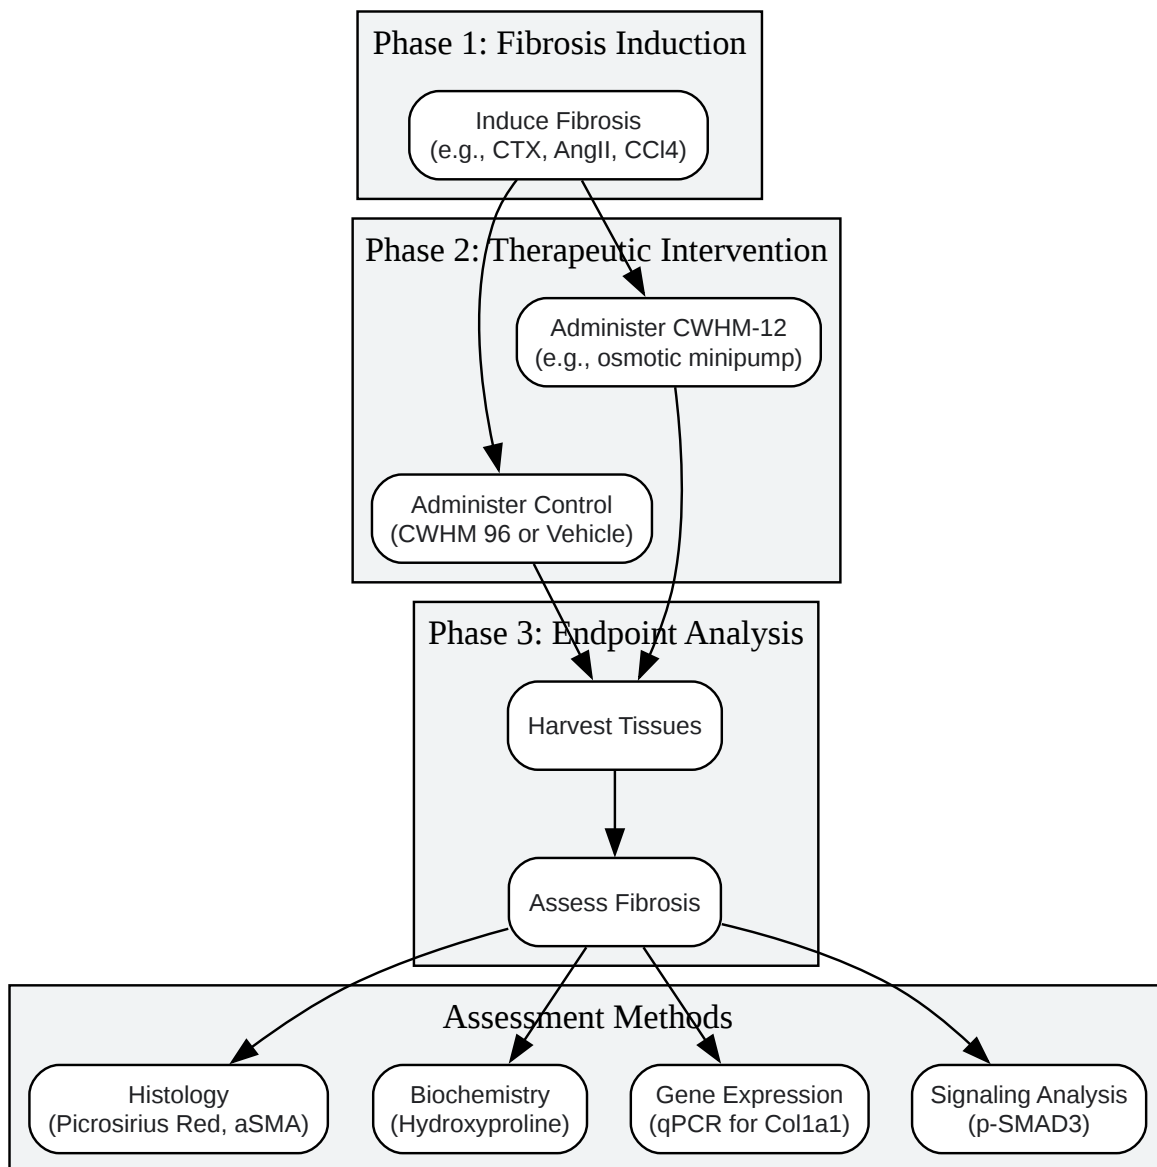 Phase 1: Fibrosis Induction
Induce Fibrosis
(e.g., CTX, AngII, CCl4)
Phase 2: Therapeutic Intervention
Administer CWHM-12
(e.g., osmotic minipump)
Administer Control
(CWHM 96 or Vehicle)
Phase 3: Endpoint Analysis
Harvest Tissues
Assess Fibrosis
Assessment Methods
Histology
(Picrosirius Red, aSMA)
Biochemistry
(Hydroxyproline)
Gene Expression
(qPCR for Col1a1)
Signaling Analysis
(p-SMAD3)